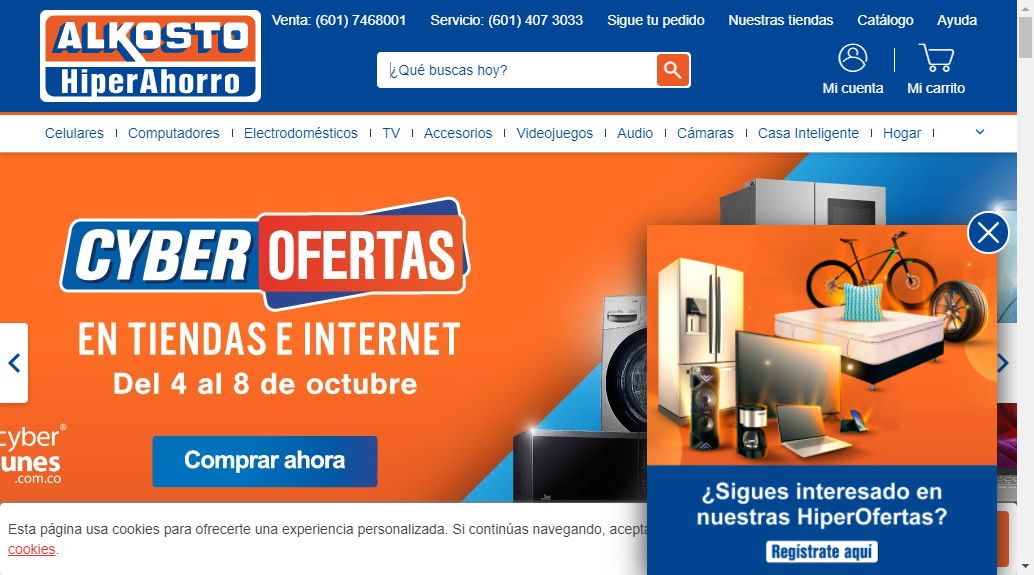 ALKOSTO
HiperAhorro
Venta: (601) 7468001
Servicio: (601) 407 3033
Sigue tu pedido
Nuestras tiendas
Catálogo
Ayuda
¿Qué buscas hoy?
Mi cuenta
Mi carrito
Celulares
Computadores
Electrodomésticos
TV
Accesorios
Videojuegos
Audio
Cámaras
Casa Inteligente
Hogar
CYBER OFERTAS
EN TIENDAS E INTERNET
Del 4 al 8 de octubre
cyber
lunes
.com.co
Comprar ahora
¿Sigues interesado en
nuestras HiperOfertas?
Regístrate aquí
Esta página usa cookies para ofrecerte una experiencia personalizada. Si continúas navegando, acepta
cookies.